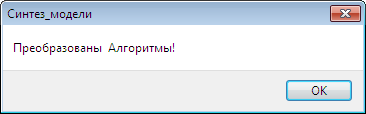 Синтез_модели
Преобразованы Алгоритмы!
OK